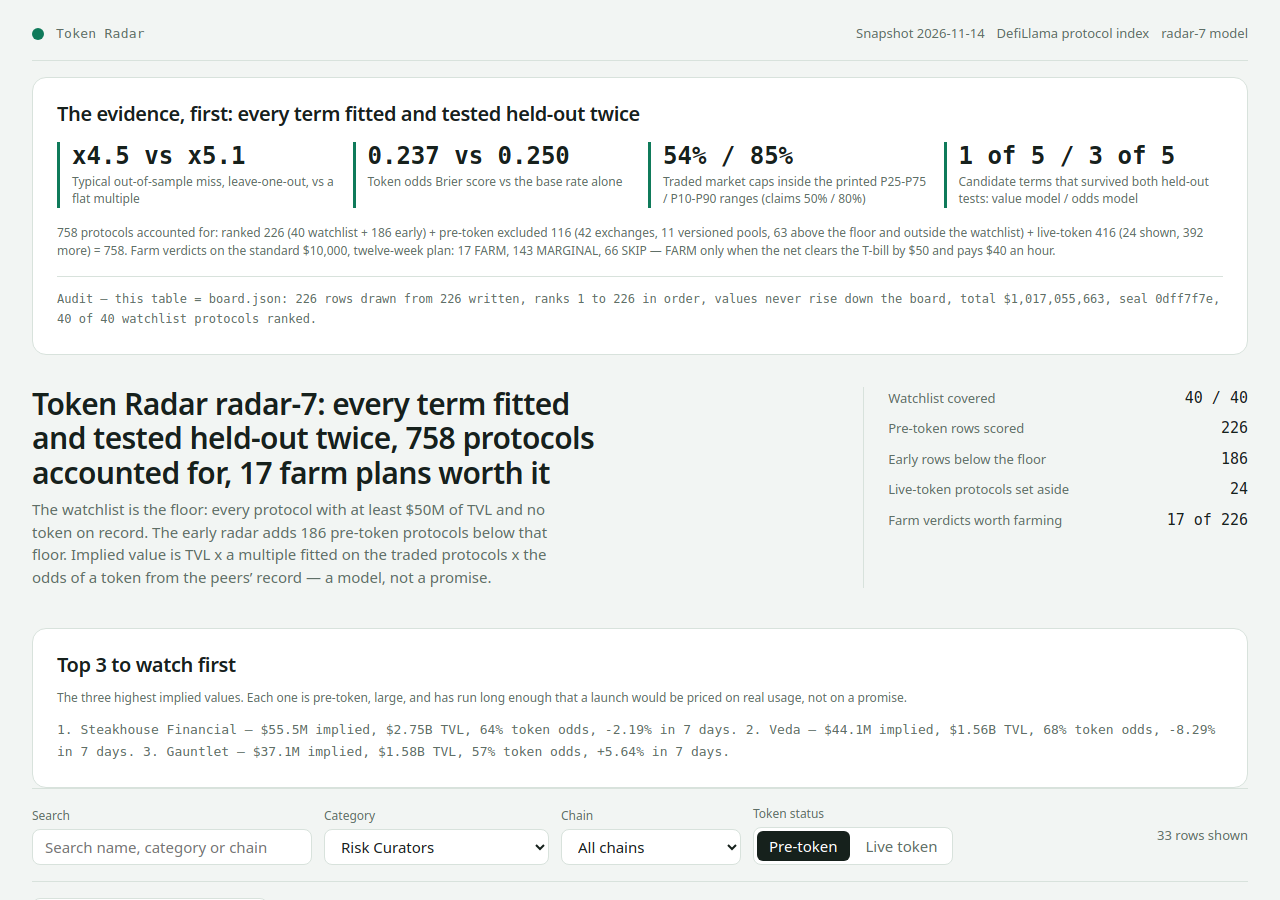 Token Radar
Snapshot 2026-11-14 DefiLlama protocol index radar-7 model
The evidence, first: every term fitted and tested held-out twice
x4.5 vs x5.1
Typical out-of-sample miss, leave-one-out, vs a
flat multiple
0.237 vs 0.250
Token odds Brier score vs the base rate alone
54% / 85%
Traded market caps inside the printed P25-P75
/ P10-P90 ranges (claims 50% / 80%)
1 of 5 / 3 of 5
Candidate terms that survived both held-out
tests: value model / odds model
758 protocols accounted for: ranked 226 (40 watchlist + 186 early) + pre-token excluded 116 (42 exchanges, 11 versioned pools, 63 above the floor and outside the watchlist) + live-token 416 (24 shown, 392
more) = 758. Farm verdicts on the standard $10,000, twelve-week plan: 17 FARM, 143 MARGINAL, 66 SKIP — FARM only when the net clears the T-bill by $50 and pays $40 an hour.
Audit — this table = board.json: 226 rows drawn from 226 written, ranks 1 to 226 in order, values never rise down the board, total $1,017,055,663, seal 0dff7f7e,
40 of 40 watchlist protocols ranked.
Token Radar radar-7: every term fitted
and tested held-out twice, 758 protocols
accounted for, 17 farm plans worth it
The watchlist is the floor: every protocol with at least $50M of TVL and no
token on record. The early radar adds 186 pre-token protocols below that
floor. Implied value is TVL x a multiple fitted on the traded protocols x the
odds of a token from the peers’ record — a model, not a promise.
Watchlist covered 40 / 40
Pre-token rows scored 226
Early rows below the floor 186
Live-token protocols set aside 24
Farm verdicts worth farming 17 of 226
Top 3 to watch first
The three highest implied values. Each one is pre-token, large, and has run long enough that a launch would be priced on real usage, not on a promise.
1. Steakhouse Financial — $55.5M implied, $2.75B TVL, 64% token odds, -2.19% in 7 days. 2. Veda — $44.1M implied, $1.56B TVL, 68% token odds, -8.29%
in 7 days. 3. Gauntlet — $37.1M implied, $1.58B TVL, 57% token odds, +5.64% in 7 days.
Search
Category
Chain
Token status
Search name, category or chain
Risk Curators
All chains
Pre-token
Live token
33 rows shown